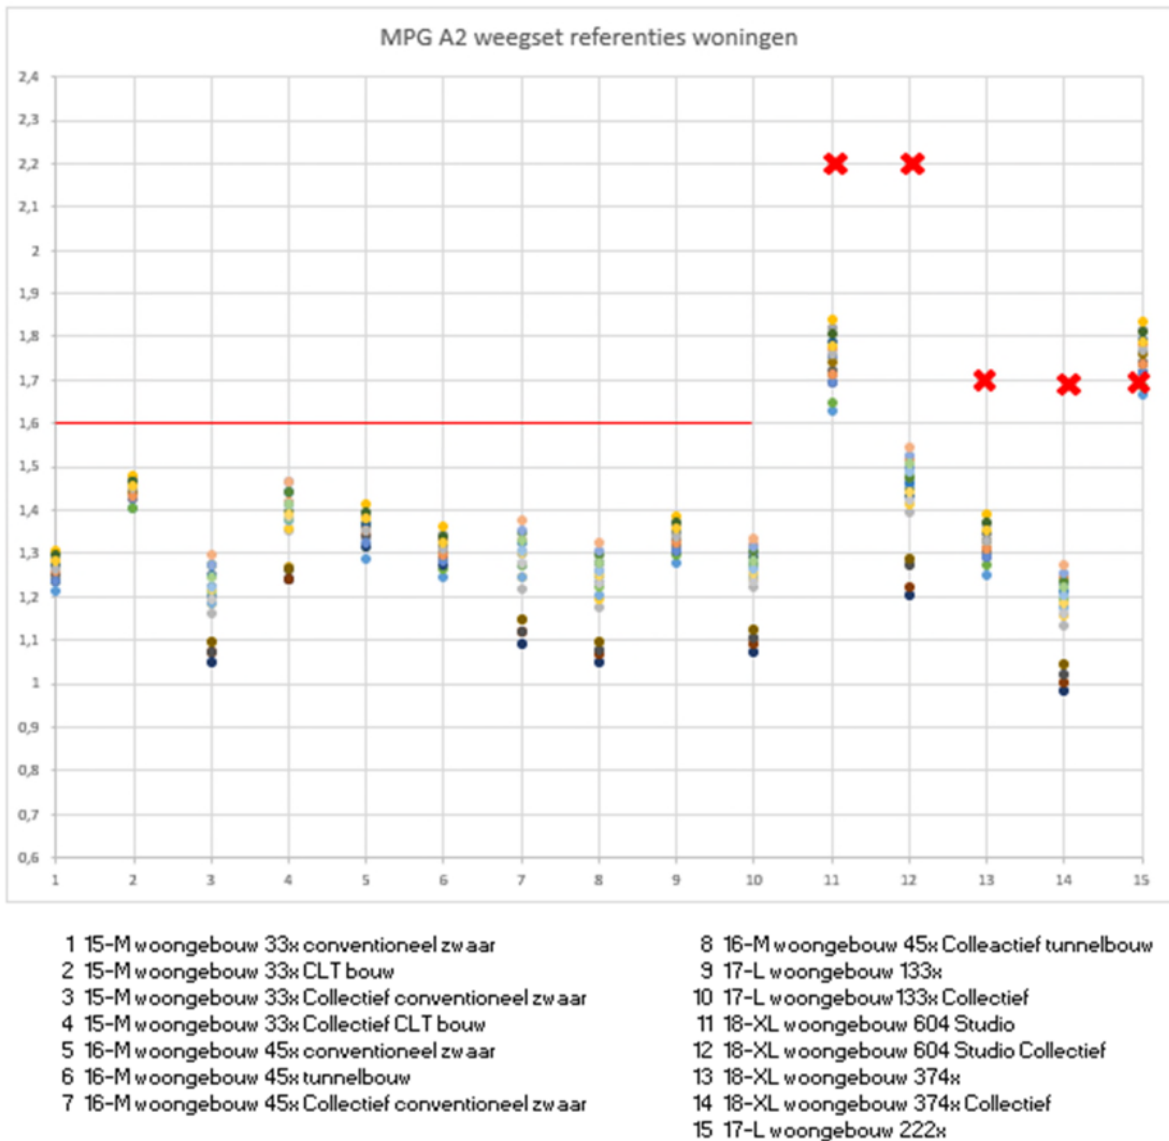 MPG A2 weegset referenties woningen
2,4
2,3
2,2
2,1
2
1,9
1,8
1,7
1,6
1,5
1,4
1,3
1,2
1,1
1
0,9
0,8
0,7
0,6
1 2 3 4 5 6 7 8 9 10 11 12 13 14 15
1 15-M woongebouw 33x conventioneel zwaar
2 15-M woongebouw 33x CLT bouw
3 15-M woongebouw 33x Collectief conventioneel zwaar
4 15-M woongebouw 33x Collectief CLT bouw
5 16-M woongebouw 45x conventioneel zwaar
6 16-M woongebouw 45x tunnelbouw
7 16-M woongebouw 45x Collectief conventioneel zwaar
8 16-M woongebouw 45x Colleactief tunnelbouw
9 17-L woongebouw 133x
10 17-L woongebouw 133x Collectief
11 18-XL woongebouw 604 Studio
12 18-XL woongebouw 604 Studio Collectief
13 18-XL woongebouw 374x
14 18-XL woongebouw 374x Collectief
15 17-L woongebouw 222x